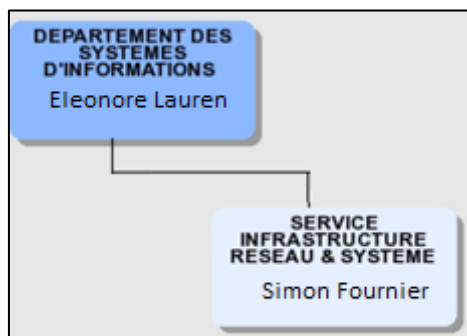 DEPARTEMENT DES
SYSTEMES
D'INFORMATIONS
Eleonore Lauren
SERVICE
INFRASTRUCTURE
RESEAU & SYSTEME
Simon Fournier